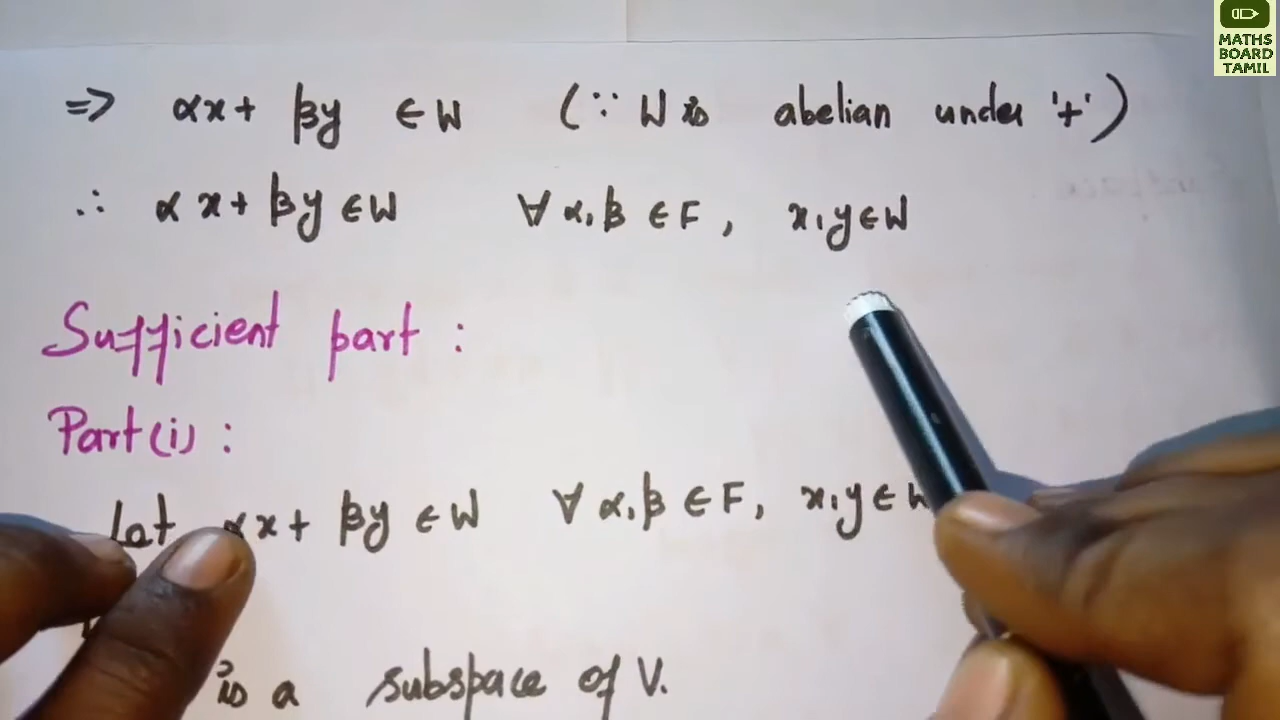 MATHS
BOARD
TAMIL
=> αx + βy ∈ W (∵ W is abelian under '+')
∴ αx + βy ∈ W ∀ α, β ∈ F, x, y ∈ W
Sufficient part :
Part (i) :
Let αx + βy ∈ W ∀ α, β ∈ F, x, y ∈ W
is a subspace of V.